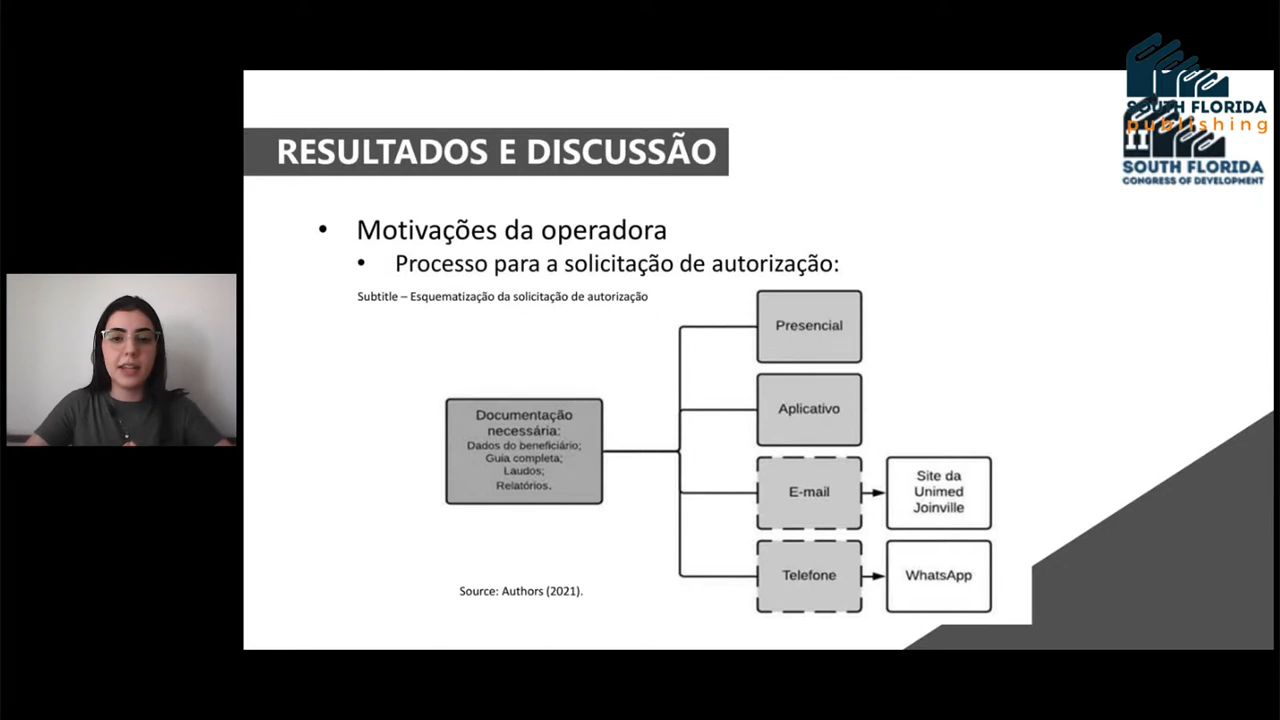 SOUTH FLORIDA
publishing
II
SOUTH FLORIDA
CONGRESS OF DEVELOPMENT
RESULTADOS E DISCUSSÃO
• Motivações da operadora
• Processo para a solicitação de autorização:
Subtitle – Esquematização da solicitação de autorização
Documentação
necessária:
Dados do beneficiário;
Guia completa;
Laudos;
Relatórios.
Presencial
Aplicativo
E-mail
Site da
Unimed
Joinville
Telefone
WhatsApp
Source: Authors (2021).